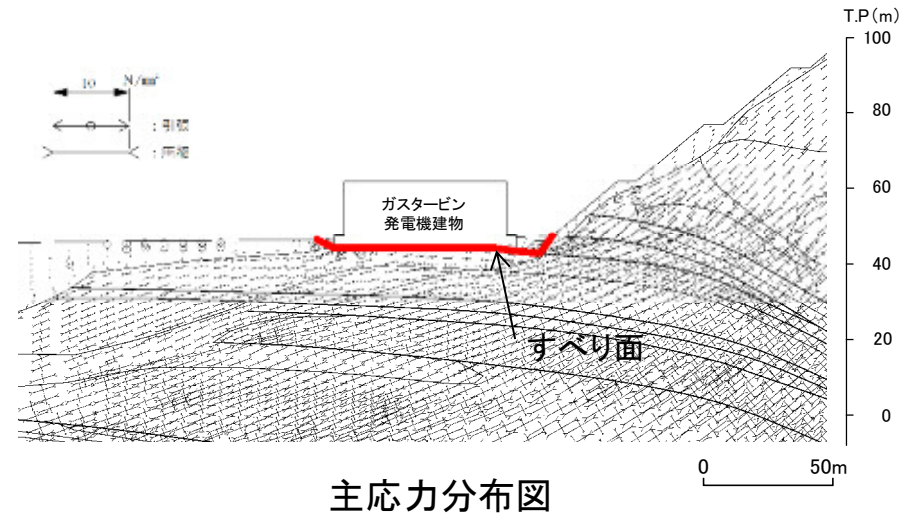 T.P(m)
100
80
60
40
20
0
10 N/mm²
：引張
：圧縮
ガスタービン
発電機建物
すべり面
0 50m
主応力分布図